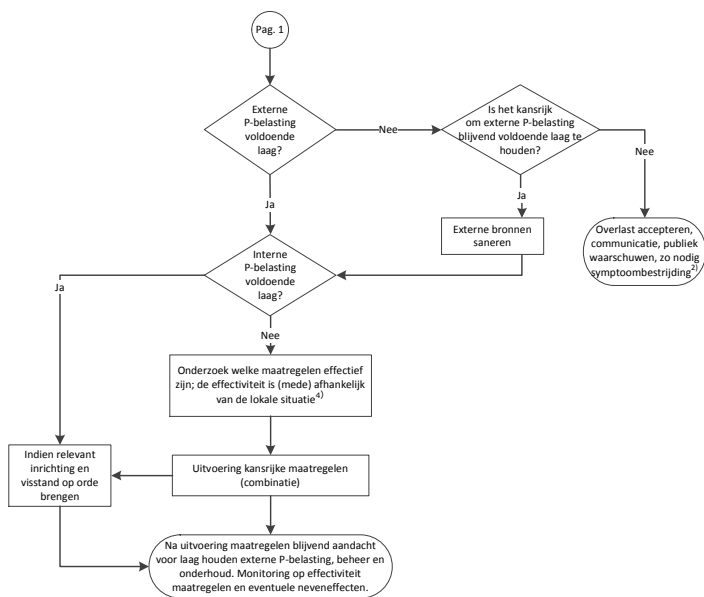 Pag. 1
Externe
P-belasting
voldoende
laag?
Nee
Is het kansrijk
om externe P-belasting
blijvend voldoende laag te
houden?
Nee
Ja
Ja
Externe bronnen
saneren
Overlast accepteren,
communicatie, publiek
waarschuwen, zo nodig
symptoombestrijding2)
Interne
P-belasting
voldoende
laag?
Ja
Nee
Onderzoek welke maatregelen effectief
zijn; de effectiviteit is (mede) afhankelijk
van de lokale situatie4)
Indien relevant
inrichting en
visstand op orde
brengen
Uitvoering kansrijke maatregelen
(combinatie)
Na uitvoering maatregelen blijvend aandacht
voor laag houden externe P-belasting, beheer en
onderhoud. Monitoring op effectiviteit
maatregelen en eventuele neveneffecten.